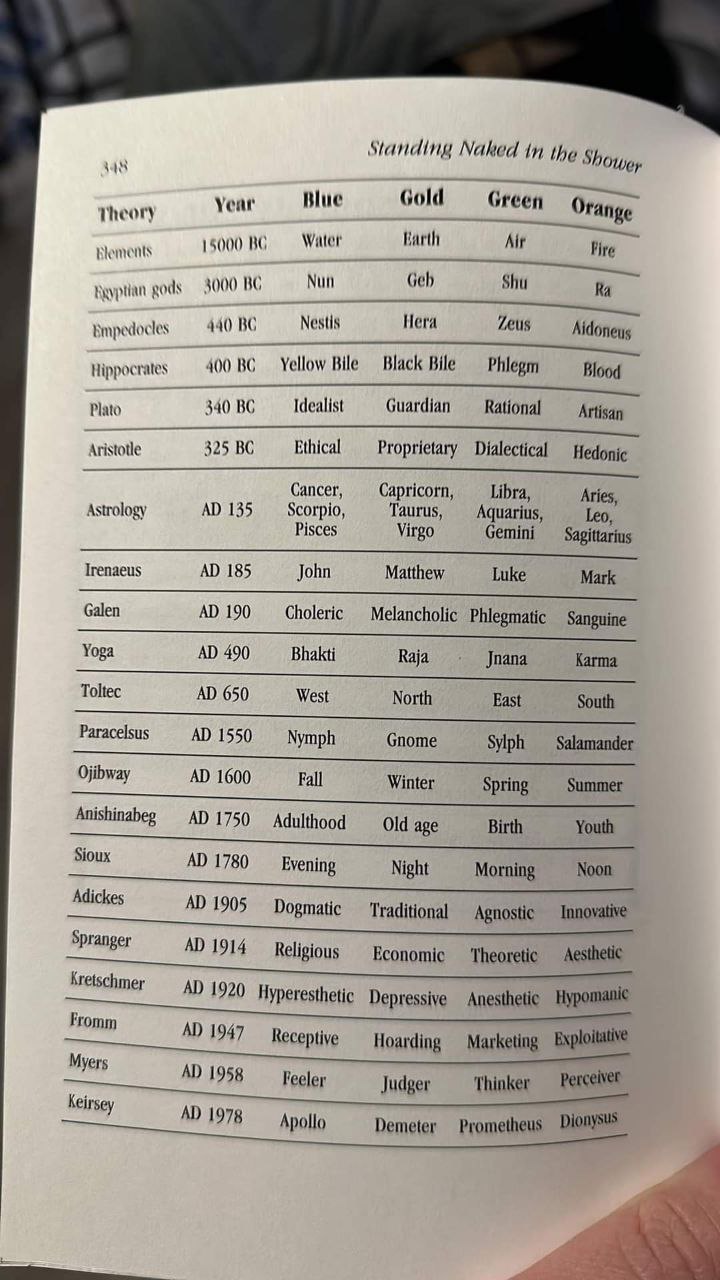 348 Standing Naked in the Shower
Theory Year Blue Gold Green Orange
Elements 15000 BC Water Earth Air Fire
Egyptian gods 3000 BC Nun Geb Shu Ra
Empedocles 440 BC Nestis Hera Zeus Aidoneus
Hippocrates 400 BC Yellow Bile Black Bile Phlegm Blood
Plato 340 BC Idealist Guardian Rational Artisan
Aristotle 325 BC Ethical Proprietary Dialectical Hedonic
Astrology AD 135 Cancer, Scorpio, Pisces Capricorn, Taurus, Virgo Libra, Aquarius, Gemini Aries, Leo, Sagittarius
Irenaeus AD 185 John Matthew Luke Mark
Galen AD 190 Choleric Melancholic Phlegmatic Sanguine
Yoga AD 490 Bhakti Raja Jnana Karma
Toltec AD 650 West North East South
Paracelsus AD 1550 Nymph Gnome Sylph Salamander
Ojibway AD 1600 Fall Winter Spring Summer
Anishinabeg AD 1750 Adulthood Old age Birth Youth
Sioux AD 1780 Evening Night Morning Noon
Adickes AD 1905 Dogmatic Traditional Agnostic Innovative
Spranger AD 1914 Religious Economic Theoretic Aesthetic
Kretschmer AD 1920 Hyperesthetic Depressive Anesthetic Hypomanic
Fromm AD 1947 Receptive Hoarding Marketing Exploitative
Myers AD 1958 Feeler Judger Thinker Perceiver
Keirsey AD 1978 Apollo Demeter Prometheus Dionysus